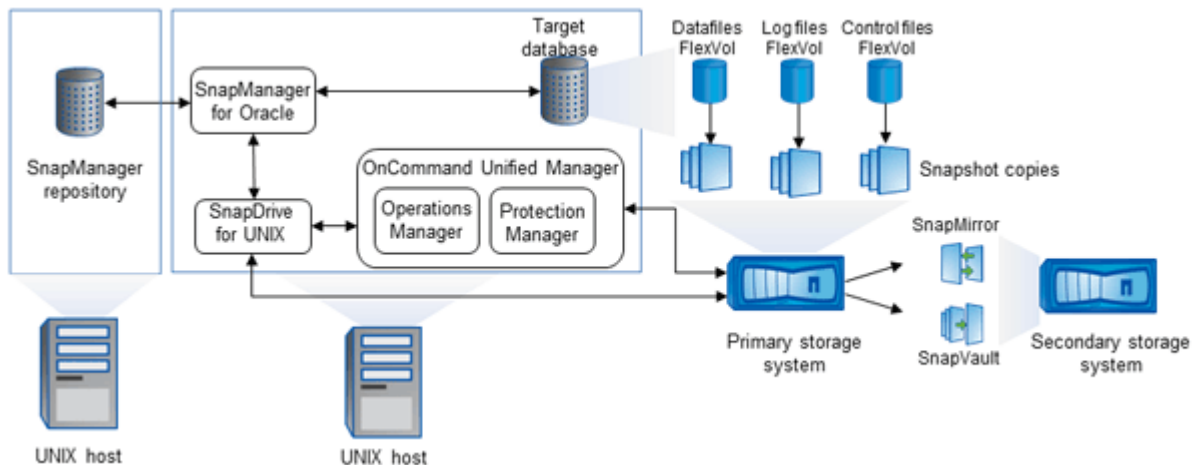 Target
database
Datafiles
FlexVol
Log files
FlexVol
Control files
FlexVol
SnapManager
for Oracle
SnapManager
repository
OnCommand Unified Manager
Operations
Manager
Protection
Manager
SnapDrive
for UNIX
Snapshot copies
SnapMirror
SnapVault
Primary storage
system
Secondary storage
system
UNIX host
UNIX host